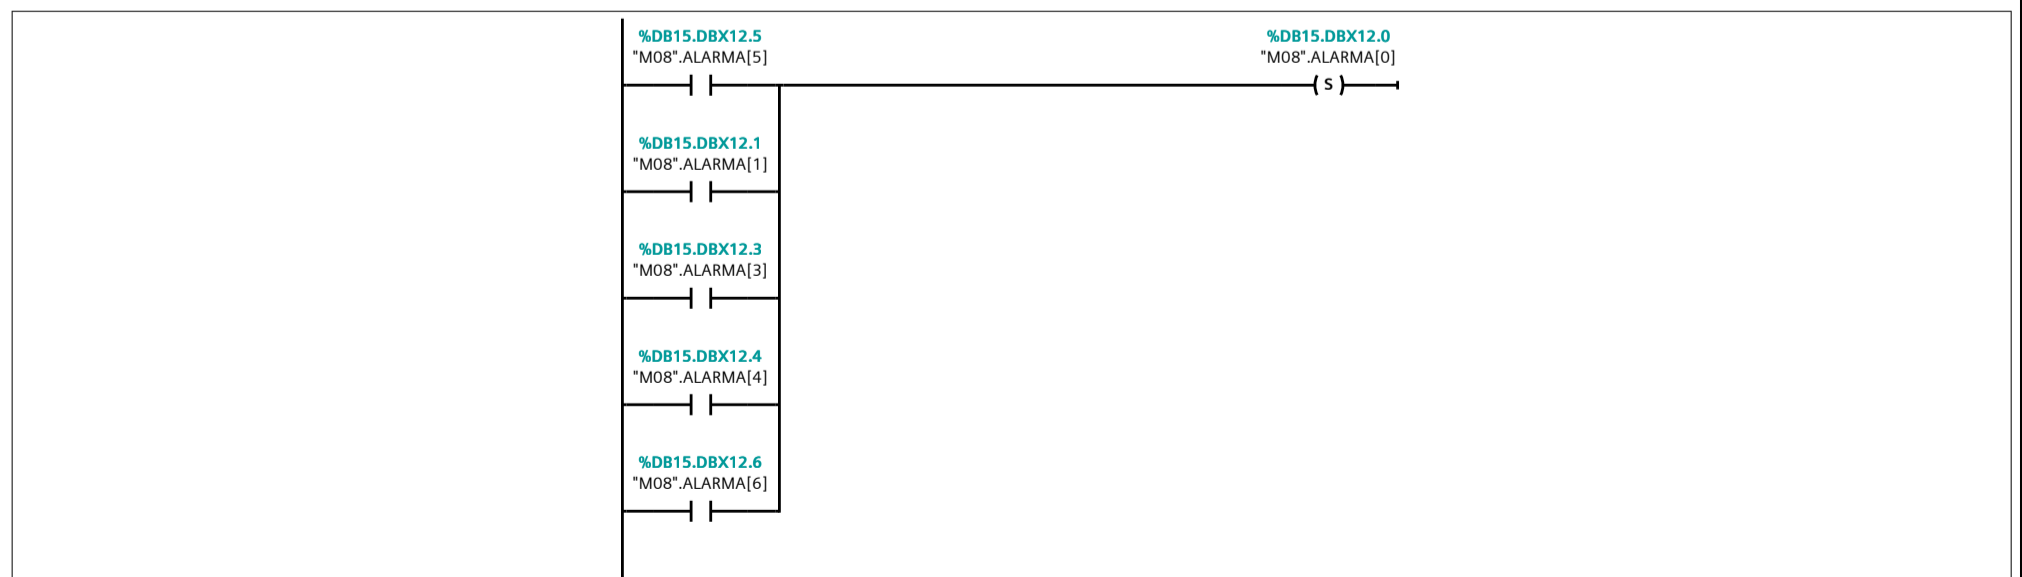 %DB15.DBX12.5
"M08".ALARMA[5]
%DB15.DBX12.0
"M08".ALARMA[0]
S
%DB15.DBX12.1
"M08".ALARMA[1]
%DB15.DBX12.3
"M08".ALARMA[3]
%DB15.DBX12.4
"M08".ALARMA[4]
%DB15.DBX12.6
"M08".ALARMA[6]